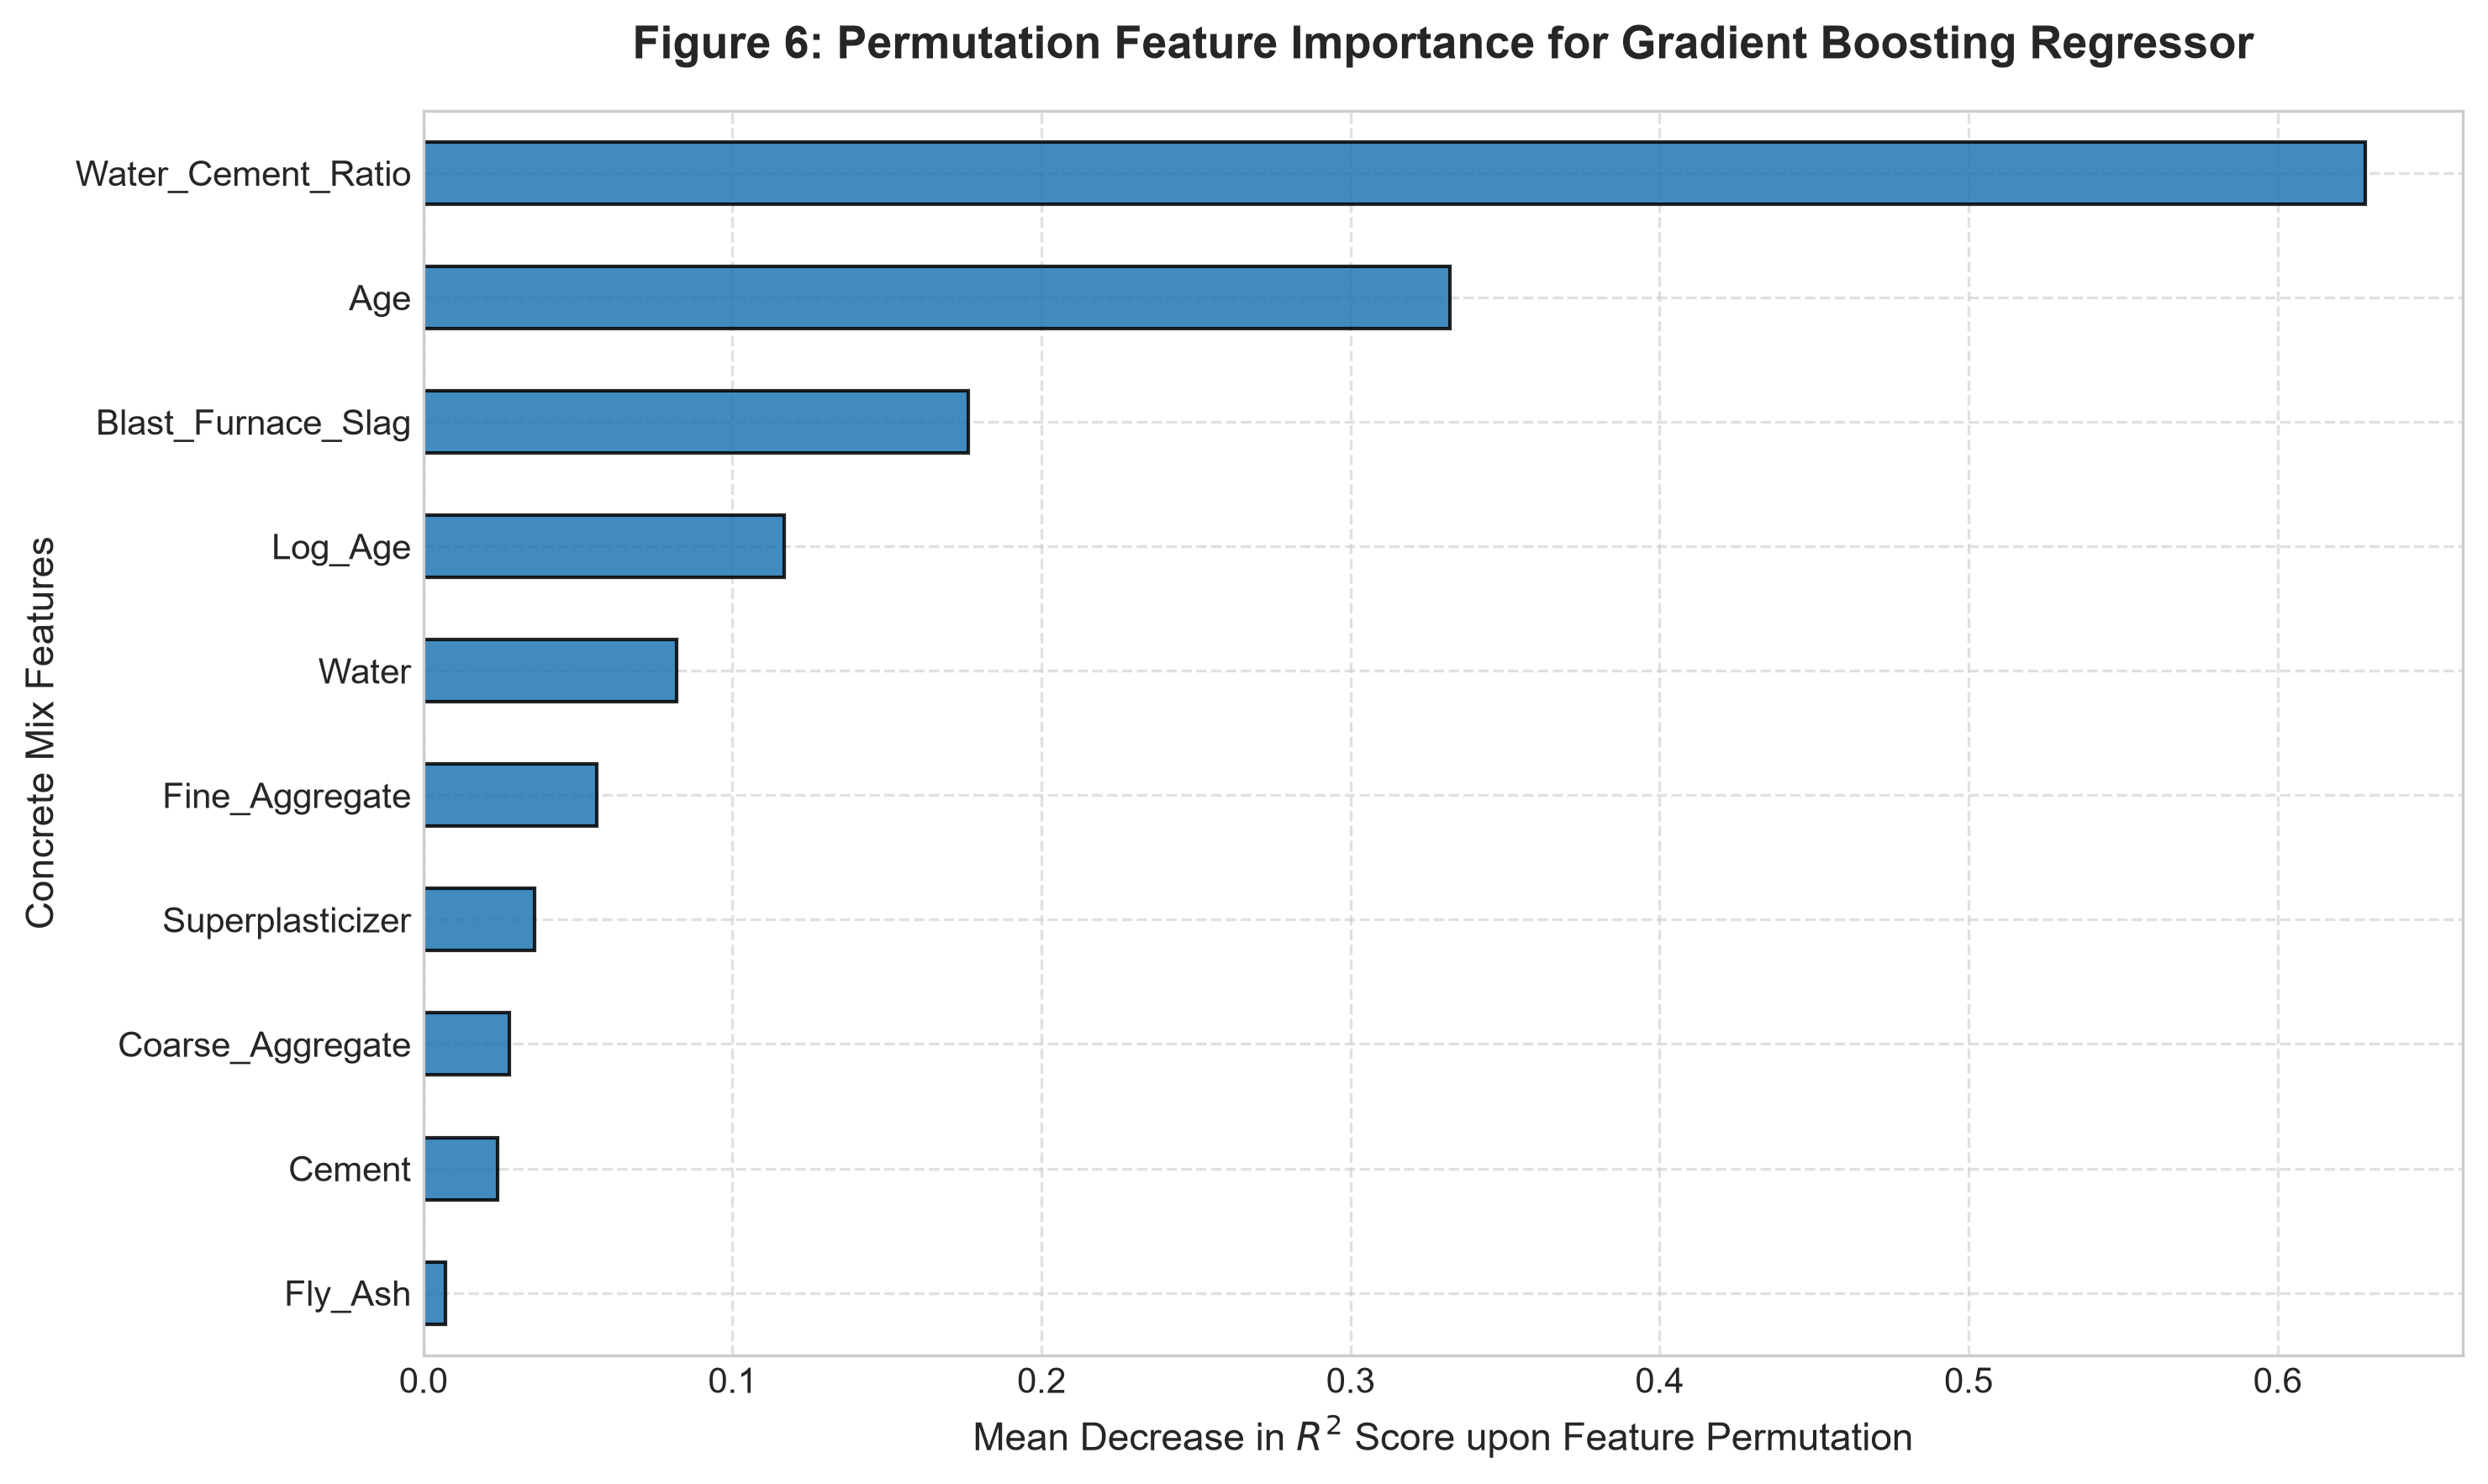 Figure 6: Permutation Feature Importance for Gradient Boosting Regressor
Concrete Mix Features
Water_Cement_Ratio
Age
Blast_Furnace_Slag
Log_Age
Water
Fine_Aggregate
Superplasticizer
Coarse_Aggregate
Cement
Fly_Ash
0.0 0.1 0.2 0.3 0.4 0.5 0.6
Mean Decrease in R² Score upon Feature Permutation